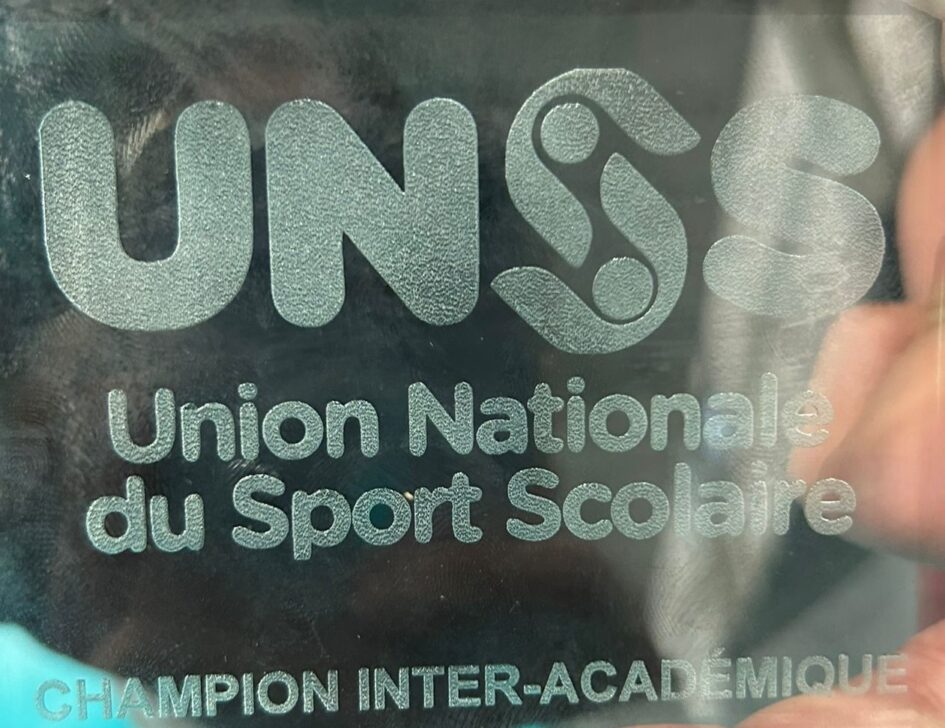 UNSS
Union Nationale
du Sport Scolaire
CHAMPION INTER-ACADÉMIQUE